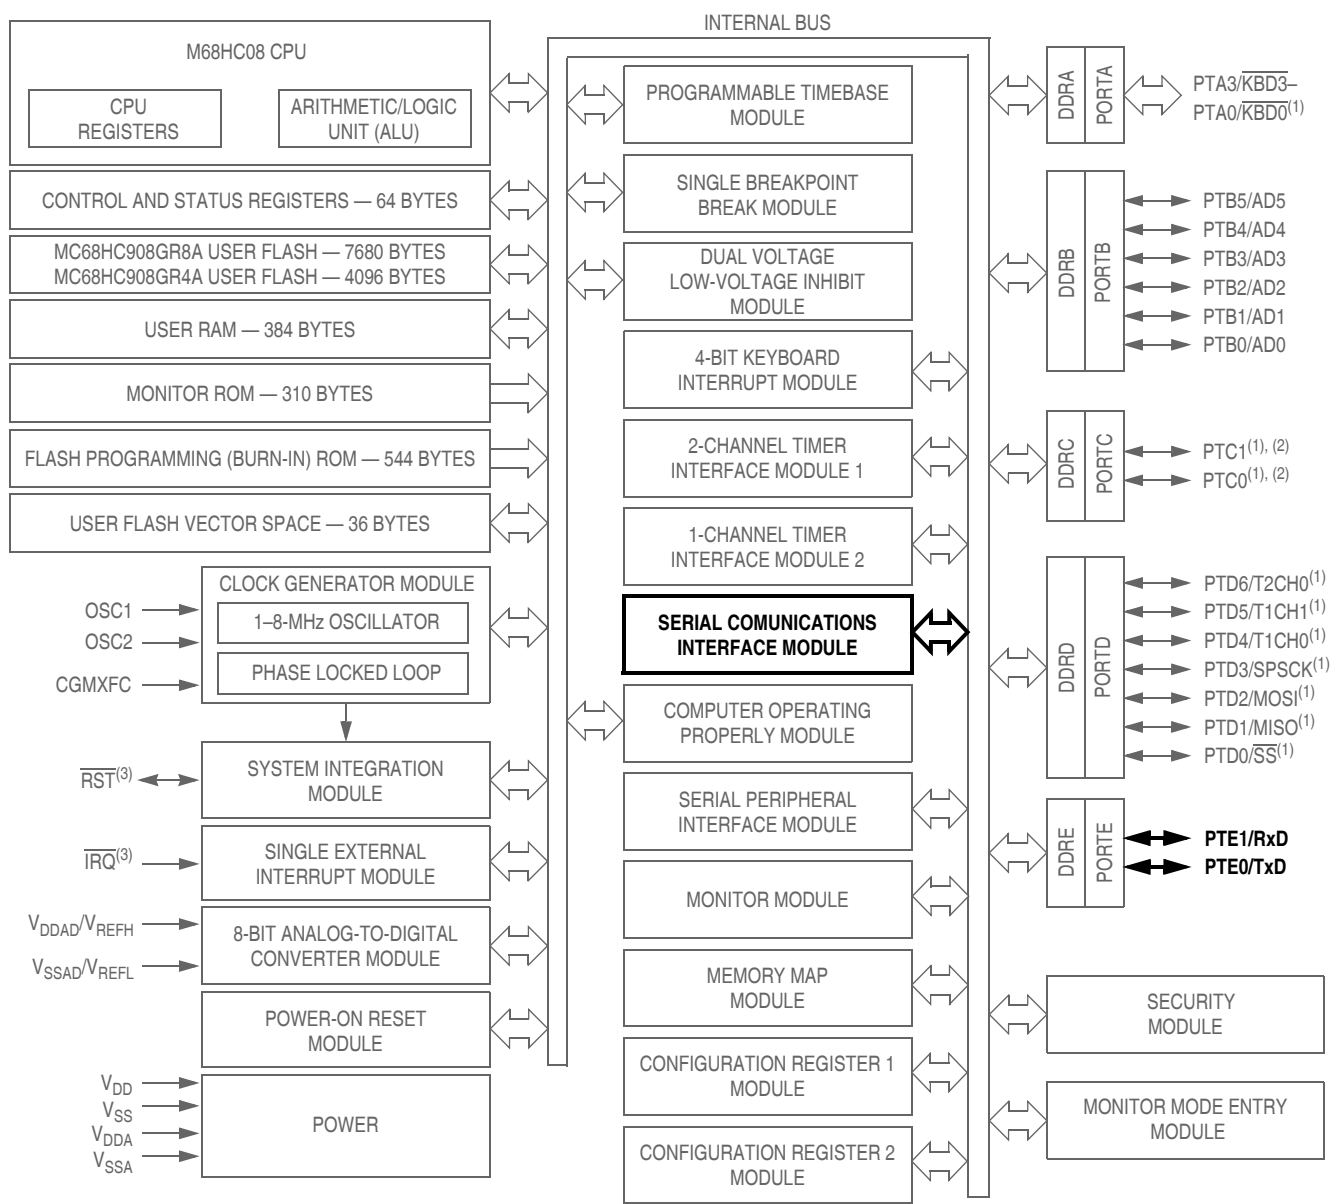 INTERNAL BUS
M68HC08 CPU
CPU
REGISTERS
ARITHMETIC/LOGIC
UNIT (ALU)
CONTROL AND STATUS REGISTERS — 64 BYTES
MC68HC908GR8A USER FLASH — 7680 BYTES
MC68HC908GR4A USER FLASH — 4096 BYTES
USER RAM — 384 BYTES
MONITOR ROM — 310 BYTES
FLASH PROGRAMMING (BURN-IN) ROM — 544 BYTES
USER FLASH VECTOR SPACE — 36 BYTES
CLOCK GENERATOR MODULE
1–8-MHz OSCILLATOR
PHASE LOCKED LOOP
OSC1
OSC2
CGMXFC
SYSTEM INTEGRATION
MODULE
RST(3)
SINGLE EXTERNAL
INTERRUPT MODULE
IRQ(3)
8-BIT ANALOG-TO-DIGITAL
CONVERTER MODULE
VDDAD/VREFH
VSSAD/VREFL
POWER-ON RESET
MODULE
POWER
VDD
VSS
VDDA
VSSA
PROGRAMMABLE TIMEBASE
MODULE
SINGLE BREAKPOINT
BREAK MODULE
DUAL VOLTAGE
LOW-VOLTAGE INHIBIT
MODULE
4-BIT KEYBOARD
INTERRUPT MODULE
2-CHANNEL TIMER
INTERFACE MODULE 1
1-CHANNEL TIMER
INTERFACE MODULE 2
SERIAL COMUNICATIONS
INTERFACE MODULE
COMPUTER OPERATING
PROPERLY MODULE
SERIAL PERIPHERAL
INTERFACE MODULE
MONITOR MODULE
MEMORY MAP
MODULE
CONFIGURATION REGISTER 1
MODULE
CONFIGURATION REGISTER 2
MODULE
DDRA
PORTA
PTA3/KBD3–
PTA0/KBD0(1)
DDRB
PORTB
PTB5/AD5
PTB4/AD4
PTB3/AD3
PTB2/AD2
PTB1/AD1
PTB0/AD0
DDRC
PORTC
PTC1(1), (2)
PTC0(1), (2)
DDRD
PORTD
PTD6/T2CH0(1)
PTD5/T1CH1(1)
PTD4/T1CH0(1)
PTD3/SPSCK(1)
PTD2/MOSI(1)
PTD1/MISO(1)
PTD0/SS(1)
DDRE
PORTE
PTE1/RxD
PTE0/TxD
SECURITY
MODULE
MONITOR MODE ENTRY
MODULE